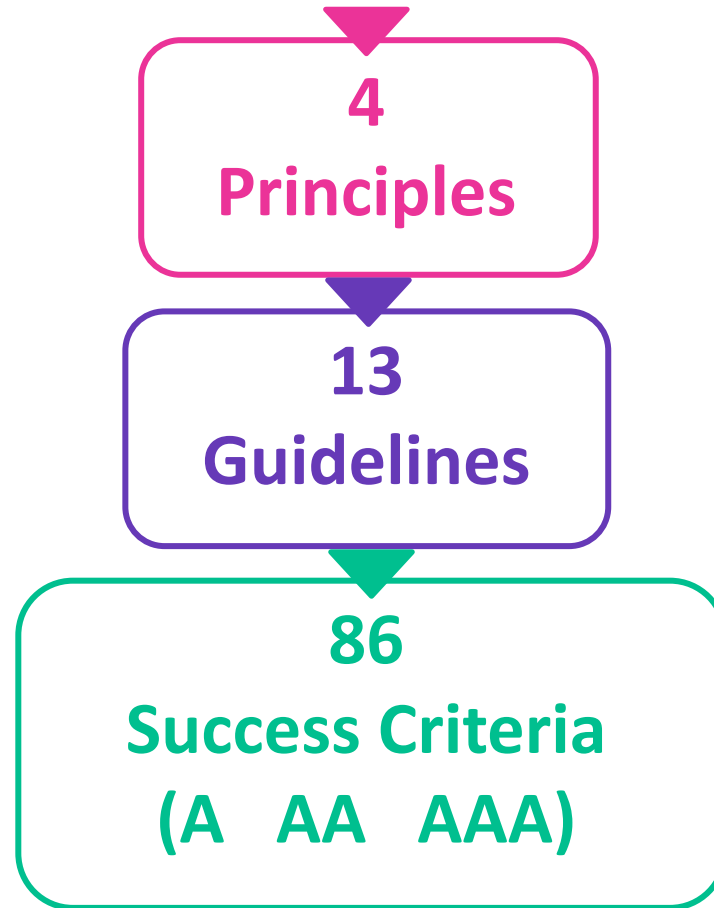 4
Principles
13
Guidelines
86
Success Criteria
(A AA AAA)